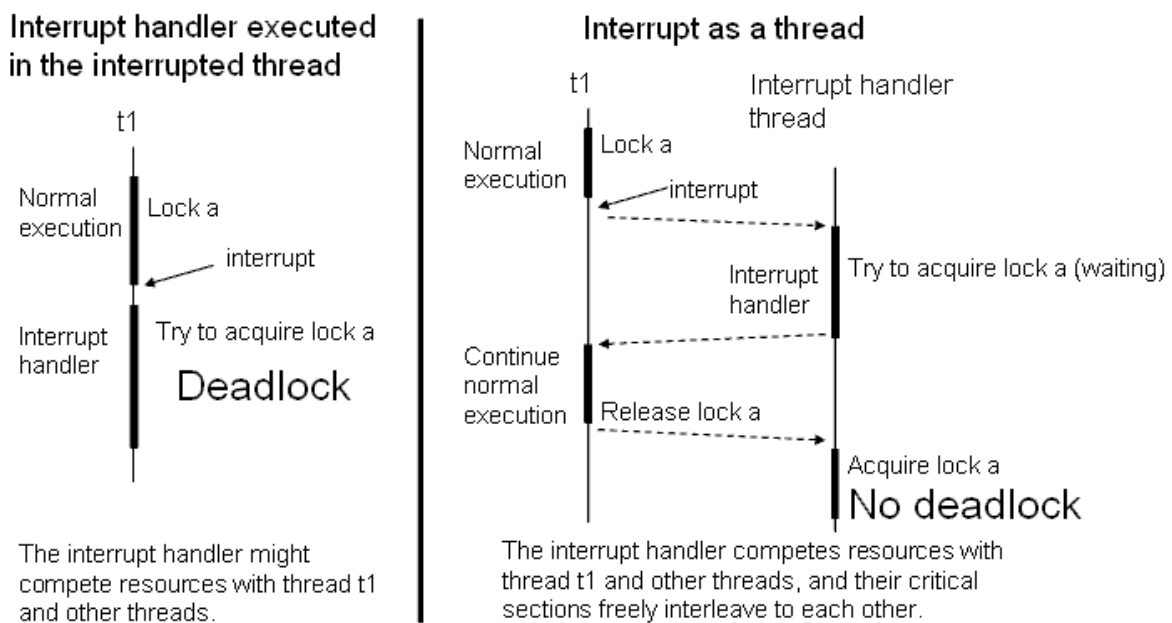 Interrupt handler executed
in the interrupted thread
t1
Normal
execution
Lock a
interrupt
Interrupt
handler
Try to acquire lock a
Deadlock
The interrupt handler might
compete resources with thread t1
and other threads.
Interrupt as a thread
t1
Interrupt handler
thread
Normal
execution
Lock a
interrupt
Interrupt
handler
Try to acquire lock a (waiting)
Continue
normal
execution
Release lock a
Acquire lock a
No deadlock
The interrupt handler competes resources with
thread t1 and other threads, and their critical
sections freely interleave to each other.